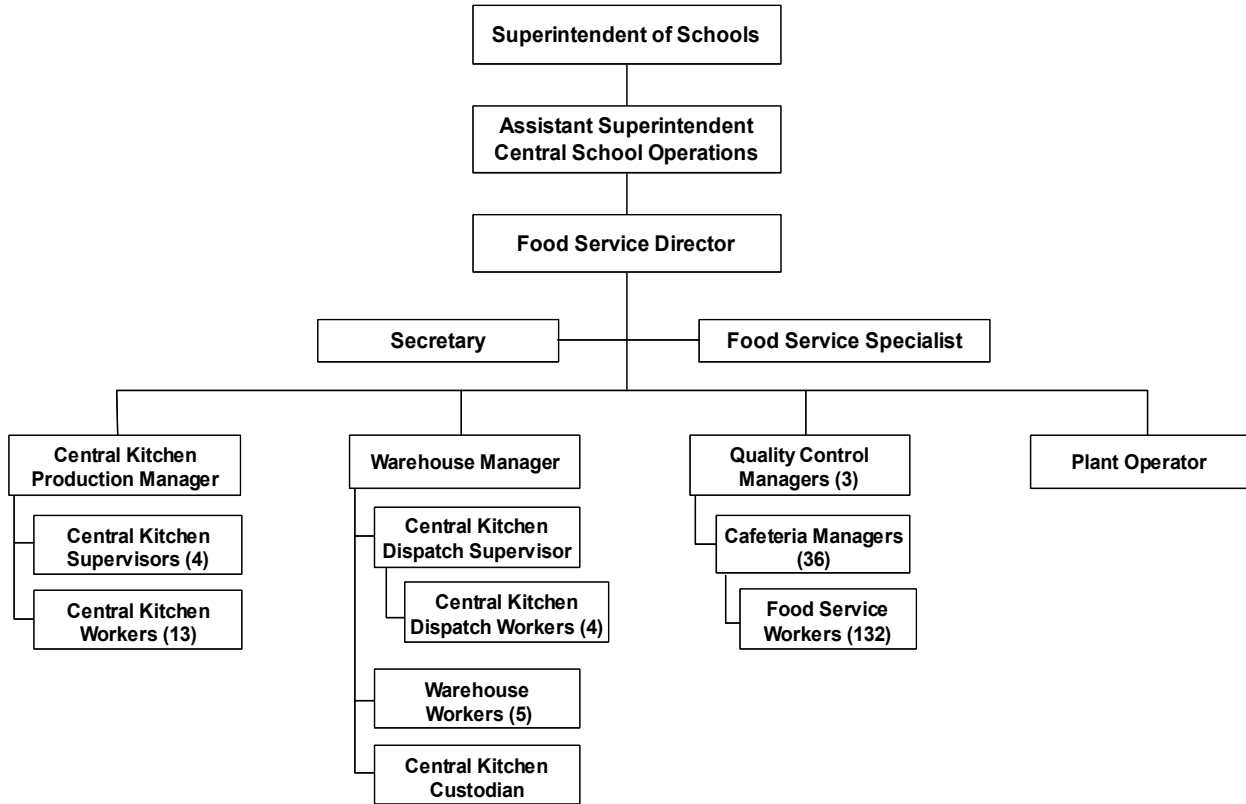 Superintendent of Schools
Assistant Superintendent
Central School Operations
Food Service Director
Secretary
Food Service Specialist
Central Kitchen
Production Manager
Central Kitchen
Supervisors (4)
Central Kitchen
Workers (13)
Warehouse Manager
Central Kitchen
Dispatch Supervisor
Central Kitchen
Dispatch Workers (4)
Warehouse
Workers (5)
Central Kitchen
Custodian
Quality Control
Managers (3)
Cafeteria Managers
(36)
Food Service
Workers (132)
Plant Operator